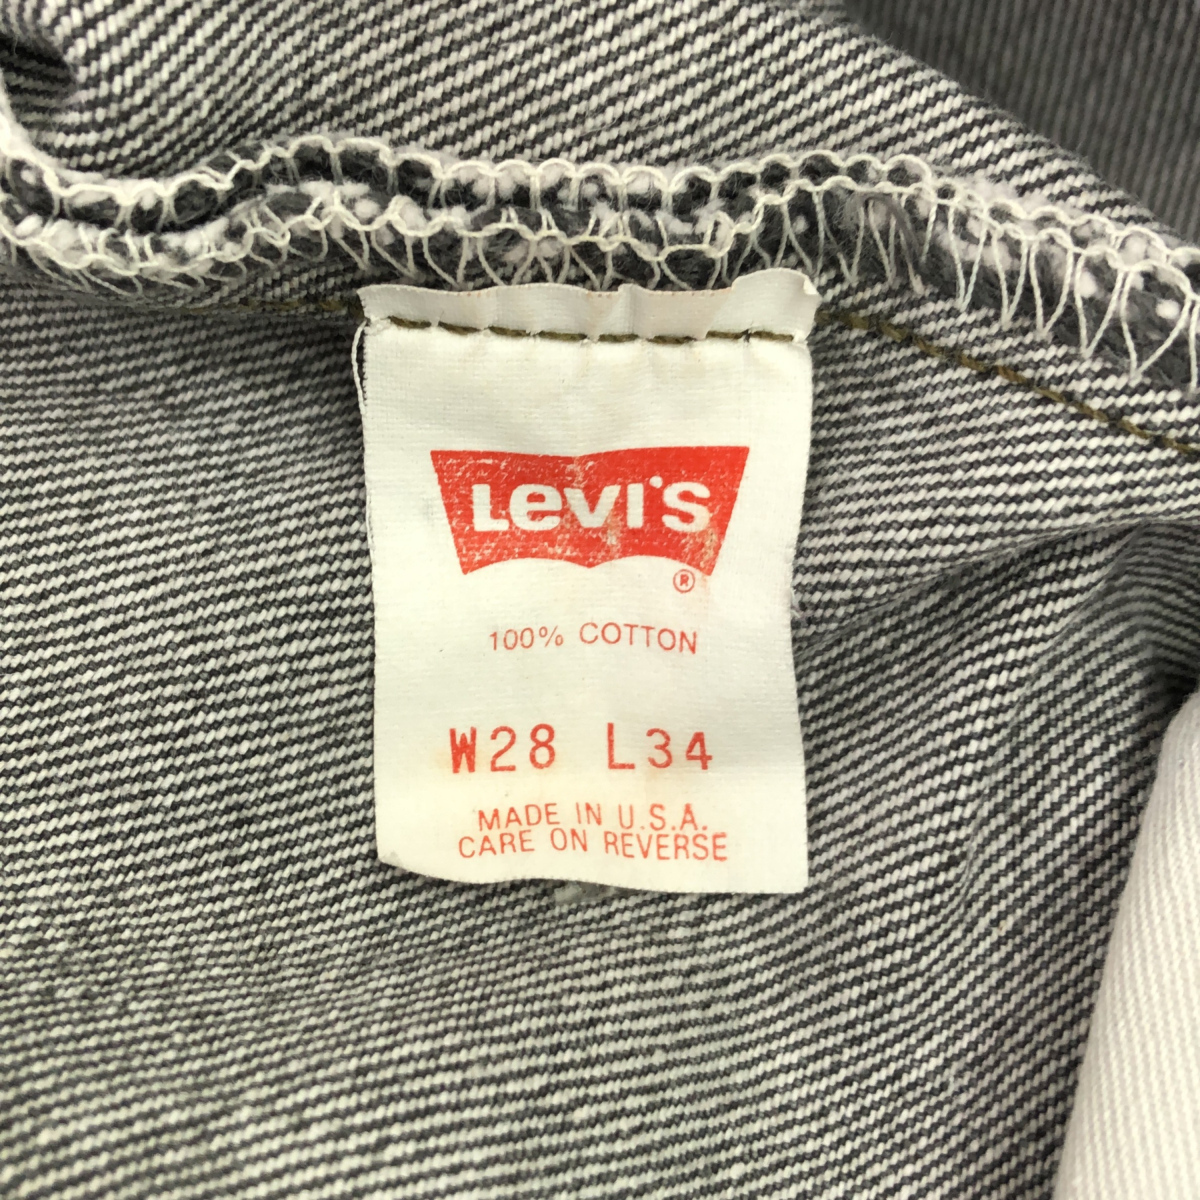 LEVI'S
®
100% COTTON
W28 L34
MADE IN U.S.A.
CARE ON REVERSE